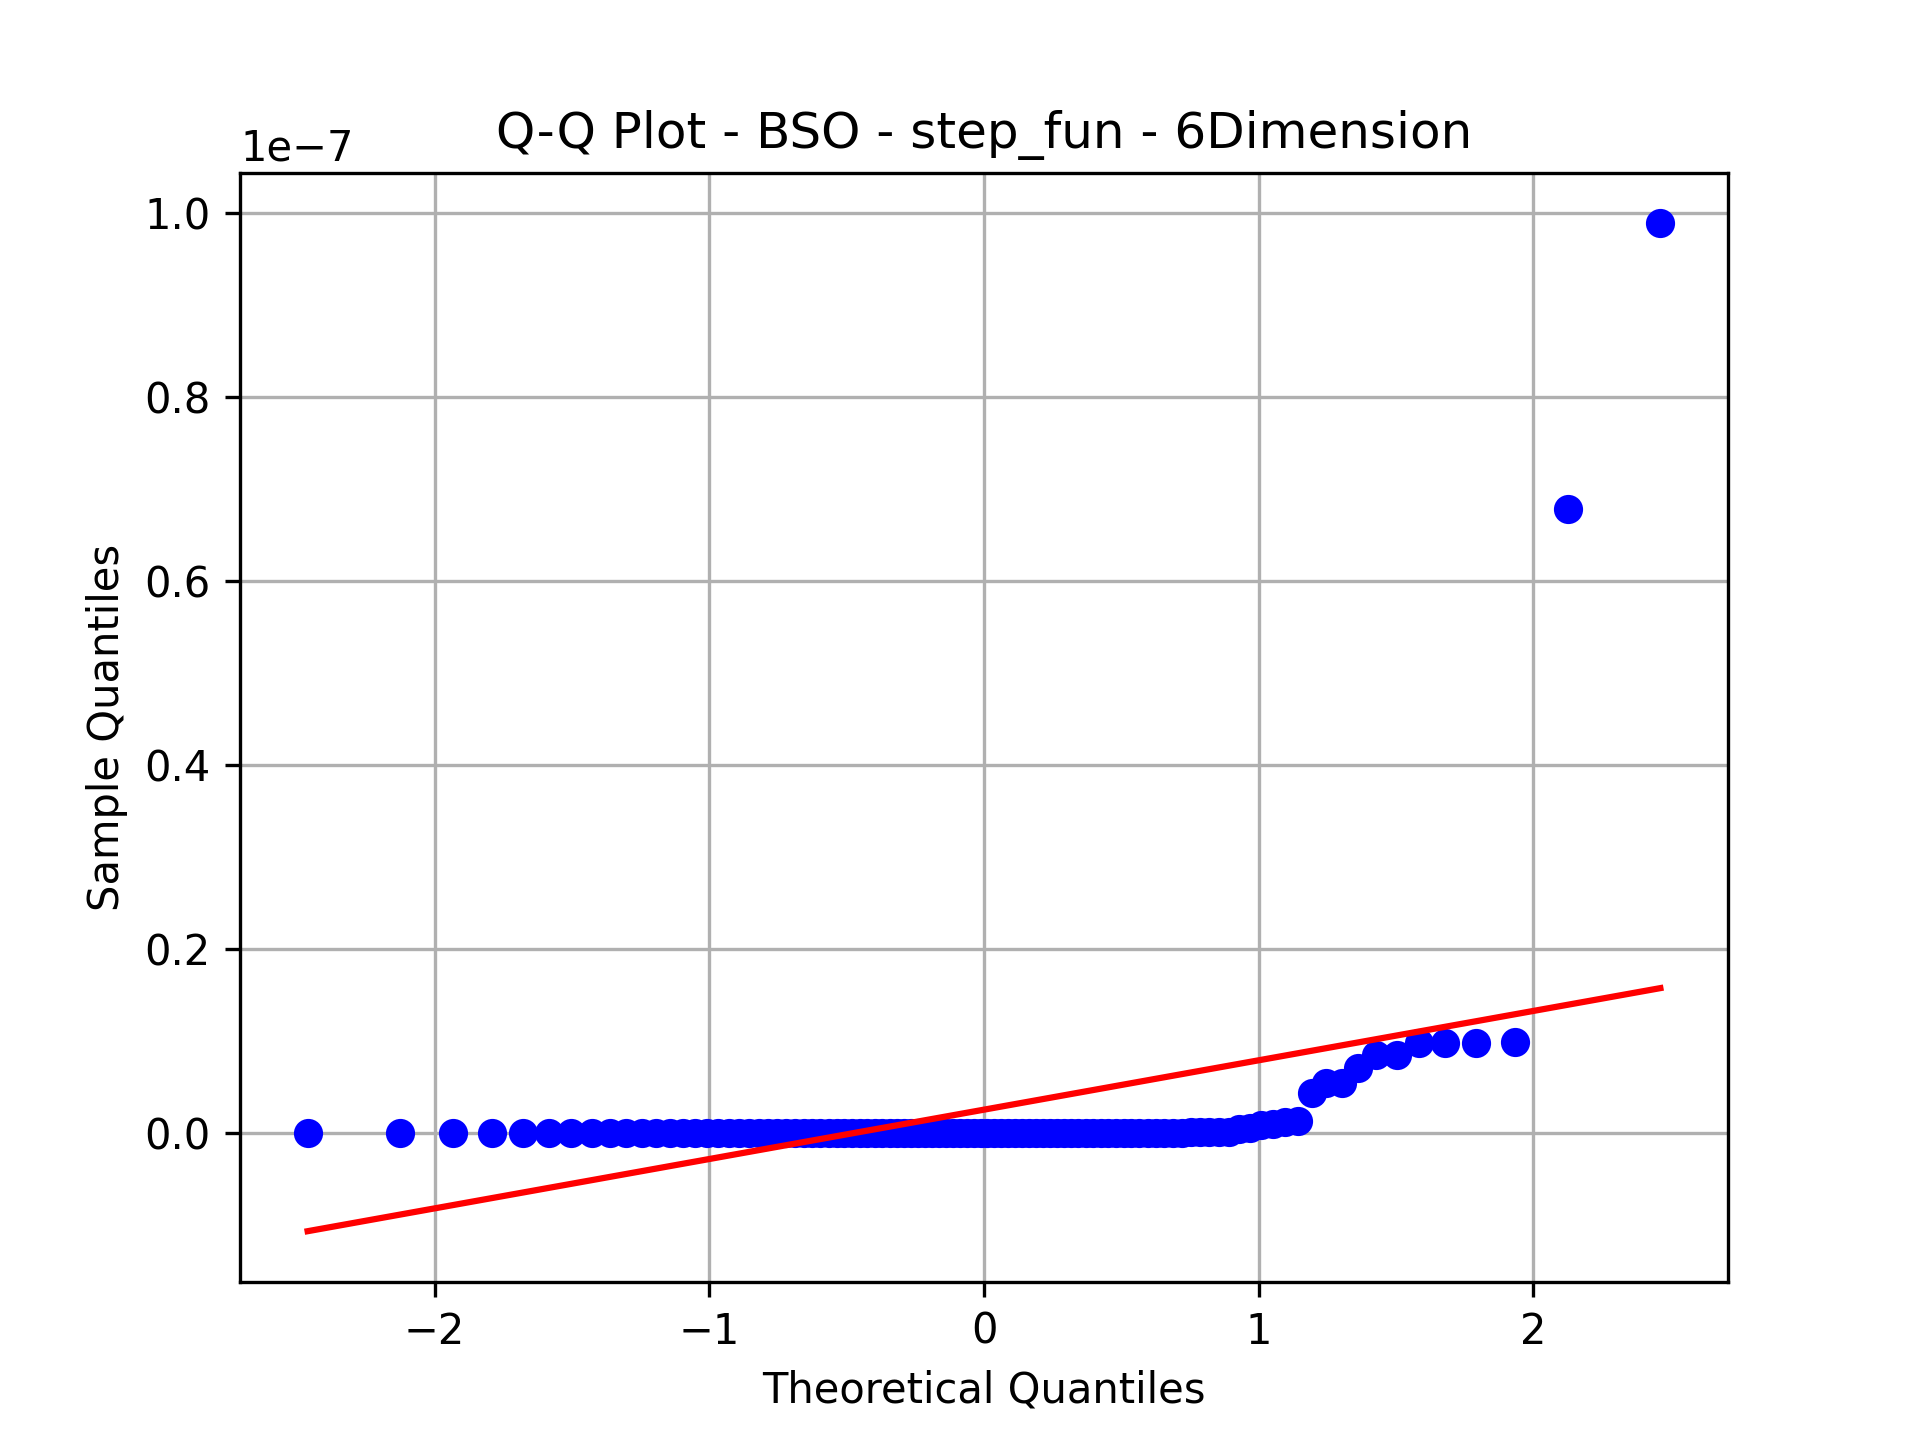 Q-Q Plot - BSO - step_fun - 6Dimension
1e−7
1.0
0.8
0.6
0.4
0.2
0.0
Sample Quantiles
−2 −1 0 1 2
Theoretical Quantiles